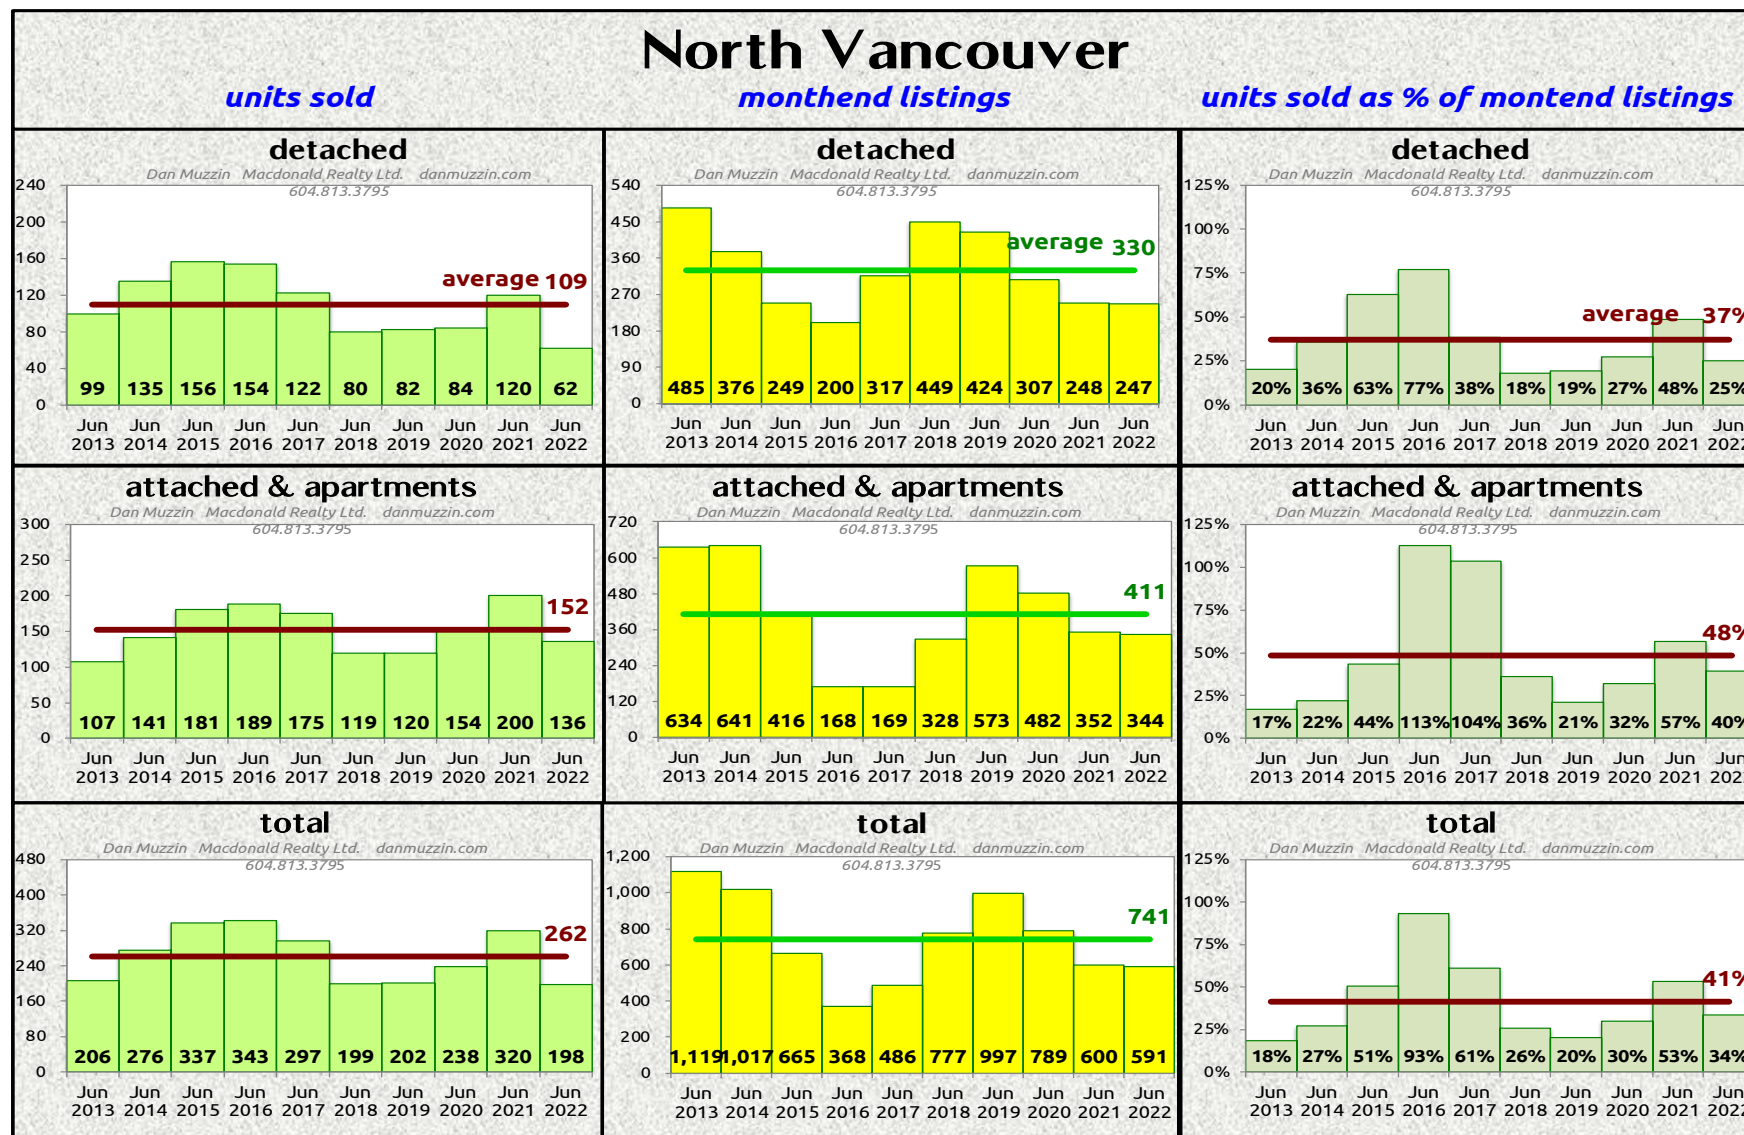 North Vancouver
units sold
monthend listings
units sold as % of montend listings
detached
Dan Muzzin Macdonald Realty Ltd. danmuzzin.com
604.813.3795
240
200
160
120
80
40
0
average 109
99 135 156 154 122 80 82 84 120 62
Jun Jun Jun Jun Jun Jun Jun Jun Jun Jun
2013 2014 2015 2016 2017 2018 2019 2020 2021 2022
detached
Dan Muzzin Macdonald Realty Ltd. danmuzzin.com
604.813.3795
540
450
360
270
180
90
0
average 330
485 376 249 200 317 449 424 307 248 247
Jun Jun Jun Jun Jun Jun Jun Jun Jun Jun
2013 2014 2015 2016 2017 2018 2019 2020 2021 2022
detached
Dan Muzzin Macdonald Realty Ltd. danmuzzin.com
604.813.3795
125%
100%
75%
50%
25%
0%
average 37%
20% 36% 63% 77% 38% 18% 19% 27% 48% 25%
Jun Jun Jun Jun Jun Jun Jun Jun Jun Jun
2013 2014 2015 2016 2017 2018 2019 2020 2021 2022
attached & apartments
Dan Muzzin Macdonald Realty Ltd. danmuzzin.com
604.813.3795
300
250
200
150
100
50
0
152
107 141 181 189 175 119 120 154 200 136
Jun Jun Jun Jun Jun Jun Jun Jun Jun Jun
2013 2014 2015 2016 2017 2018 2019 2020 2021 2022
attached & apartments
Dan Muzzin Macdonald Realty Ltd. danmuzzin.com
604.813.3795
720
600
480
360
240
120
0
411
634 641 416 168 169 328 573 482 352 344
Jun Jun Jun Jun Jun Jun Jun Jun Jun Jun
2013 2014 2015 2016 2017 2018 2019 2020 2021 2022
attached & apartments
Dan Muzzin Macdonald Realty Ltd. danmuzzin.com
604.813.3795
125%
100%
75%
50%
25%
0%
48%
17% 22% 44% 113% 104% 36% 21% 32% 57% 40%
Jun Jun Jun Jun Jun Jun Jun Jun Jun Jun
2013 2014 2015 2016 2017 2018 2019 2020 2021 2022
total
Dan Muzzin Macdonald Realty Ltd. danmuzzin.com
604.813.3795
480
400
320
240
160
80
0
262
206 276 337 343 297 199 202 238 320 198
Jun Jun Jun Jun Jun Jun Jun Jun Jun Jun
2013 2014 2015 2016 2017 2018 2019 2020 2021 2022
total
Dan Muzzin Macdonald Realty Ltd. danmuzzin.com
604.813.3795
1,200
1,000
800
600
400
200
0
741
1,119 1,017 665 368 486 777 997 789 600 591
Jun Jun Jun Jun Jun Jun Jun Jun Jun Jun
2013 2014 2015 2016 2017 2018 2019 2020 2021 2022
total
Dan Muzzin Macdonald Realty Ltd. danmuzzin.com
604.813.3795
125%
100%
75%
50%
25%
0%
41%
18% 27% 51% 93% 61% 26% 20% 30% 53% 34%
Jun Jun Jun Jun Jun Jun Jun Jun Jun Jun
2013 2014 2015 2016 2017 2018 2019 2020 2021 2022